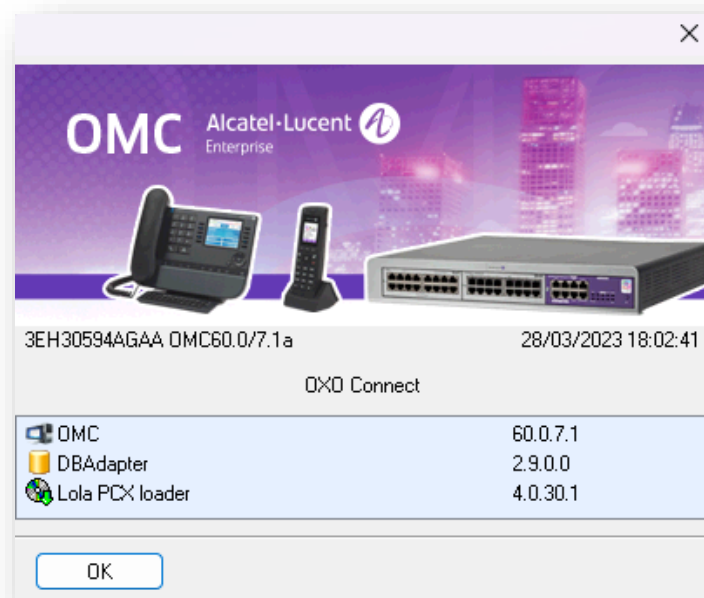 OMC Alcatel·Lucent
Enterprise
3EH30594AGAA OMC60.0/7.1a 28/03/2023 18:02:41
OXO Connect
OMC 60.0.7.1
DBAdapter 2.9.0.0
Lola PCX loader 4.0.30.1
OK